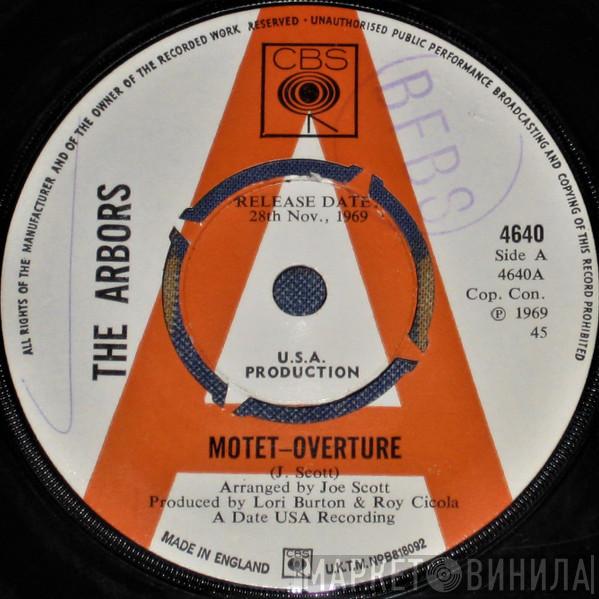 ALL RIGHTS OF THE MANUFACTURER AND OF THE OWNER OF THE RECORDED WORK RESERVED · UNAUTHORISED PUBLIC PERFORMANCE BROADCASTING AND COPYING OF THIS RECORD PROHIBITED
CBS
BFBS
RELEASE DATE
28th Nov., 1969
THE ARBORS
4640
Side A
4640A
Cop. Con.
℗ 1969
45
U.S.A.
PRODUCTION
MOTET–OVERTURE
(J. Scott)
Arranged by Joe Scott
Produced by Lori Burton & Roy Cicola
A Date USA Recording
MADE IN ENGLAND
CBS
U.K.T.M. NPB818092
МАРКЕТ ВИНИЛА